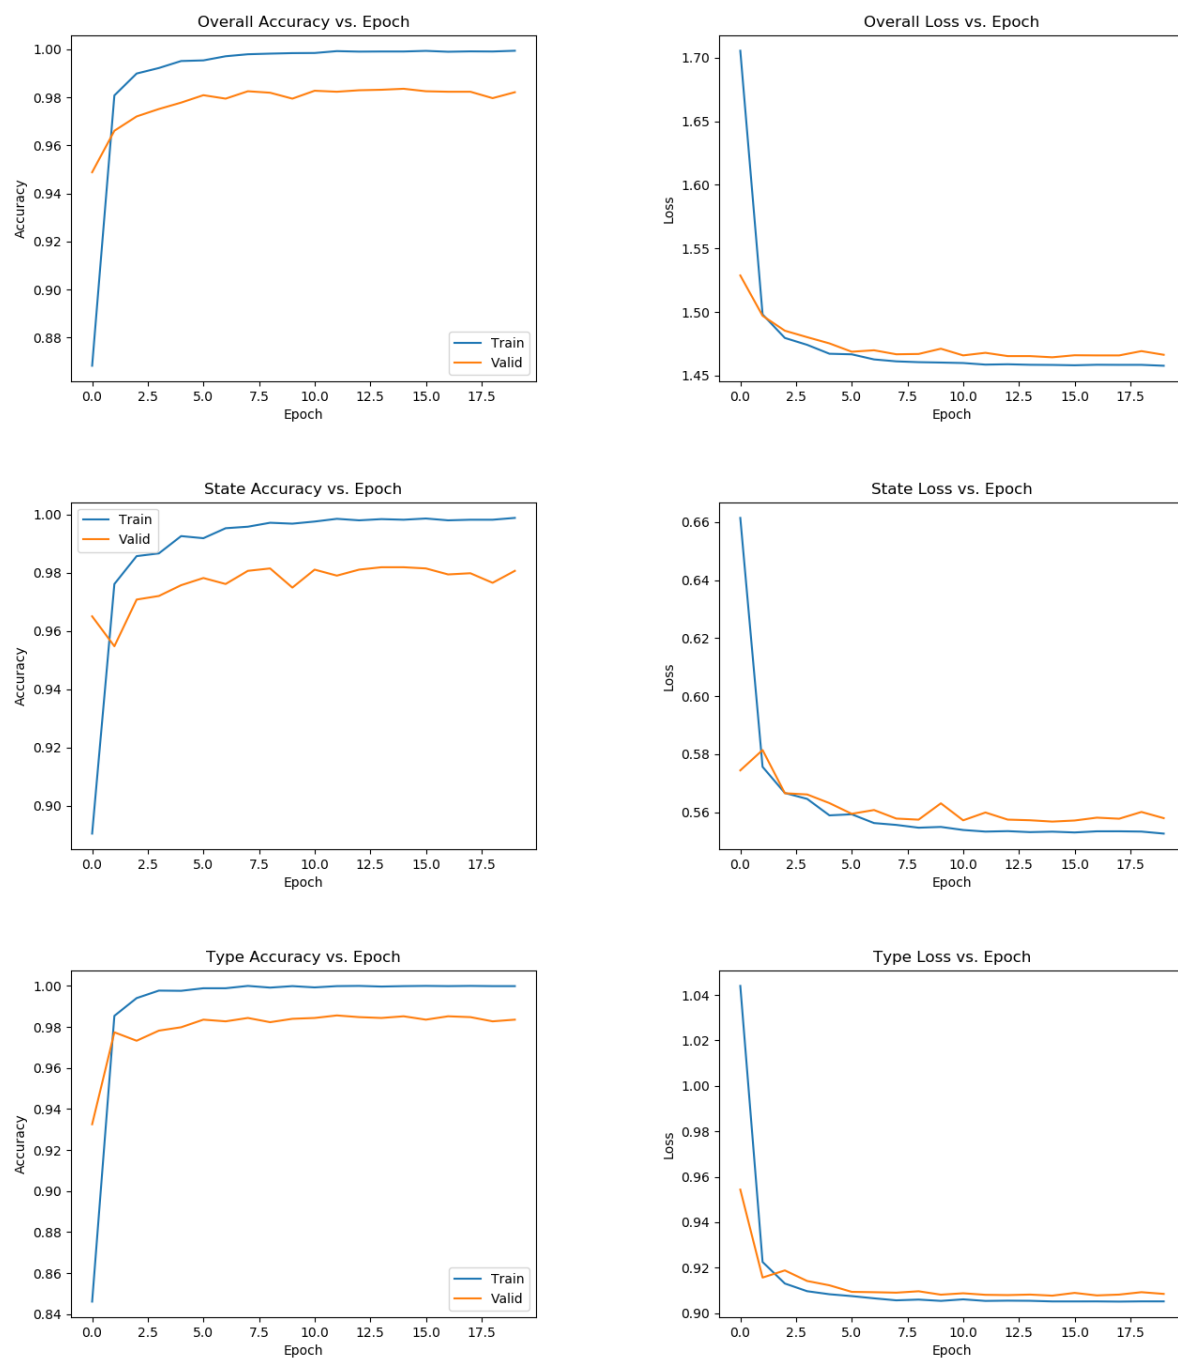 Overall Accuracy vs. Epoch
1.00
0.98
0.96
0.94
0.92
0.90
0.88
Accuracy
Train
Valid
0.0 2.5 5.0 7.5 10.0 12.5 15.0 17.5
Epoch
Overall Loss vs. Epoch
1.70
1.65
1.60
1.55
1.50
1.45
Loss
0.0 2.5 5.0 7.5 10.0 12.5 15.0 17.5
Epoch
State Accuracy vs. Epoch
Train
Valid
1.00
0.98
0.96
0.94
0.92
0.90
Accuracy
0.0 2.5 5.0 7.5 10.0 12.5 15.0 17.5
Epoch
State Loss vs. Epoch
0.66
0.64
0.62
0.60
0.58
0.56
Loss
0.0 2.5 5.0 7.5 10.0 12.5 15.0 17.5
Epoch
Type Accuracy vs. Epoch
1.00
0.98
0.96
0.94
0.92
0.90
0.88
0.86
0.84
Accuracy
Train
Valid
0.0 2.5 5.0 7.5 10.0 12.5 15.0 17.5
Epoch
Type Loss vs. Epoch
1.04
1.02
1.00
0.98
0.96
0.94
0.92
0.90
Loss
0.0 2.5 5.0 7.5 10.0 12.5 15.0 17.5
Epoch